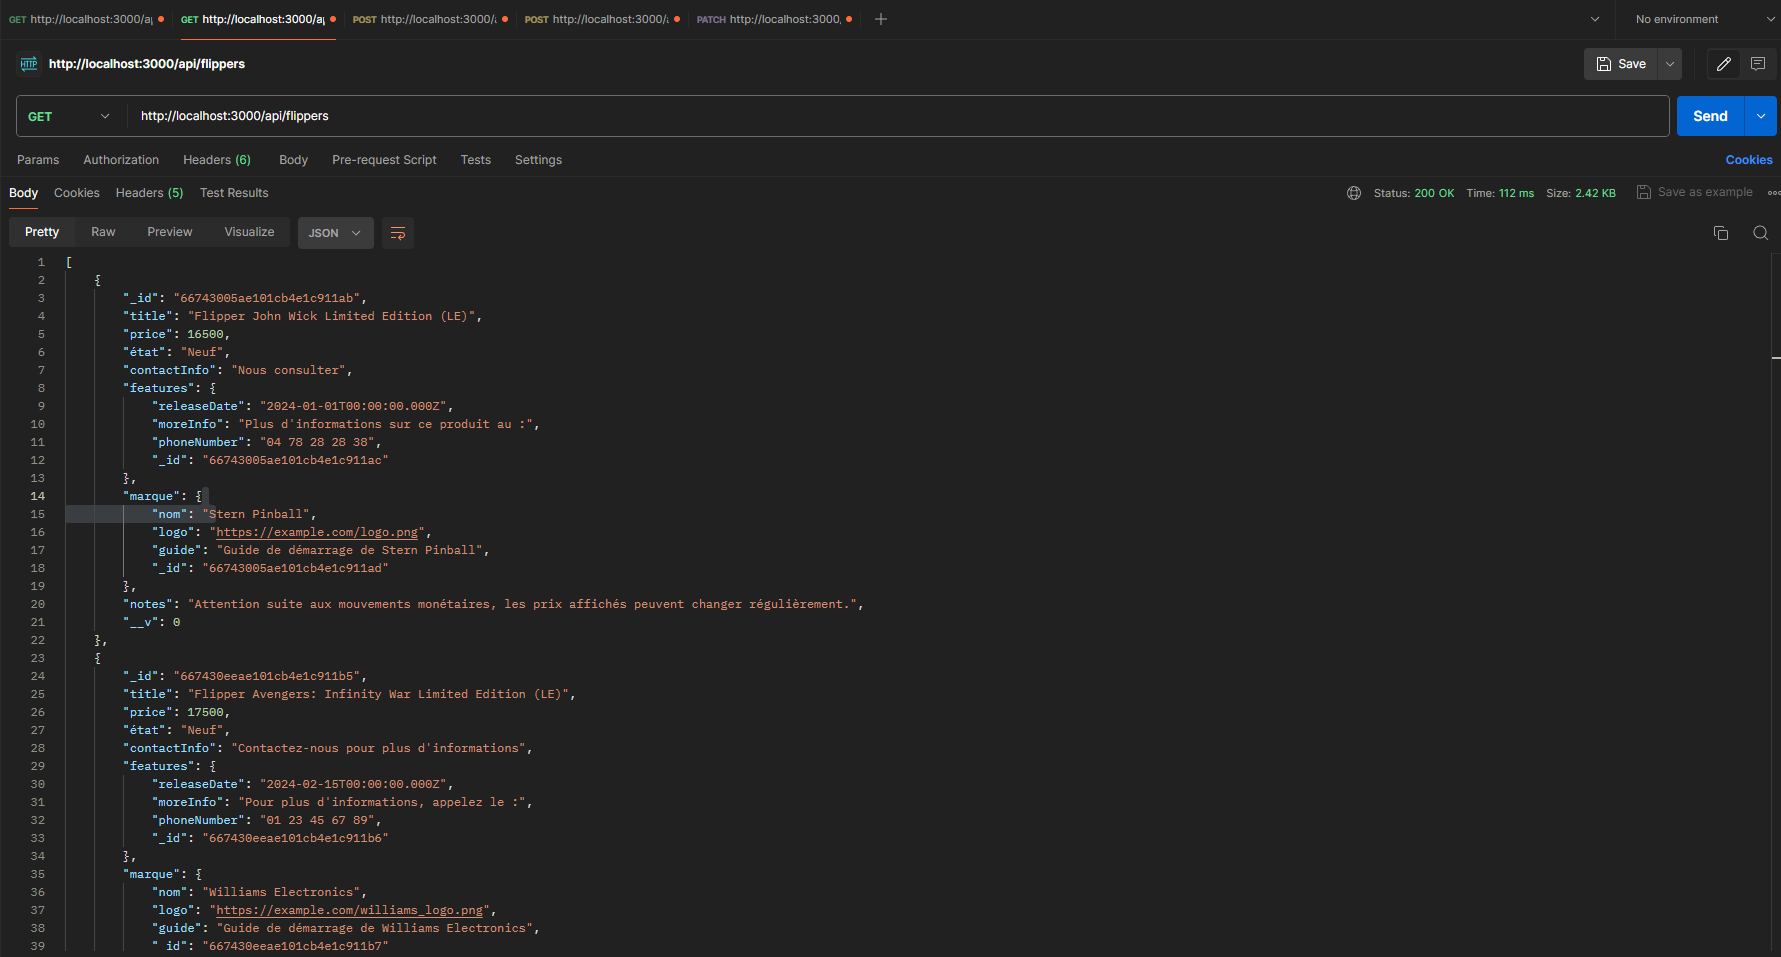 GET http://localhost:3000/ap GET http://localhost:3000/ap POST http://localhost:3000/a POST http://localhost:3000/a PATCH http://localhost:3000, No environment
HTTP http://localhost:3000/api/flippers Save
GET http://localhost:3000/api/flippers Send
Params Authorization Headers (6) Body Pre-request Script Tests Settings Cookies
Body Cookies Headers (5) Test Results Status: 200 OK Time: 112 ms Size: 2.42 KB Save as example
Pretty Raw Preview Visualize JSON
1 [
2 {
3 "_id": "66743005ae101cb4e1c911ab",
4 "title": "Flipper John Wick Limited Edition (LE)",
5 "price": 16500,
6 "état": "Neuf",
7 "contactInfo": "Nous consulter",
8 "features": {
9 "releaseDate": "2024-01-01T00:00:00.000Z",
10 "moreInfo": "Plus d'informations sur ce produit au :",
11 "phoneNumber": "04 78 28 28 38",
12 "_id": "66743005ae101cb4e1c911ac"
13 },
14 "marque": {
15 "nom": "Stern Pinball",
16 "logo": "https://example.com/logo.png",
17 "guide": "Guide de démarrage de Stern Pinball",
18 "_id": "66743005ae101cb4e1c911ad"
19 },
20 "notes": "Attention suite aux mouvements monétaires, les prix affichés peuvent changer régulièrement.",
21 "__v": 0
22 },
23 {
24 "_id": "667430eeae101cb4e1c911b5",
25 "title": "Flipper Avengers: Infinity War Limited Edition (LE)",
26 "price": 17500,
27 "état": "Neuf",
28 "contactInfo": "Contactez-nous pour plus d'informations",
29 "features": {
30 "releaseDate": "2024-02-15T00:00:00.000Z",
31 "moreInfo": "Pour plus d'informations, appelez le :",
32 "phoneNumber": "01 23 45 67 89",
33 "_id": "667430eeae101cb4e1c911b6"
34 },
35 "marque": {
36 "nom": "Williams Electronics",
37 "logo": "https://example.com/williams_logo.png",
38 "guide": "Guide de démarrage de Williams Electronics",
39 "_id": "667430eeae101cb4e1c911b7"